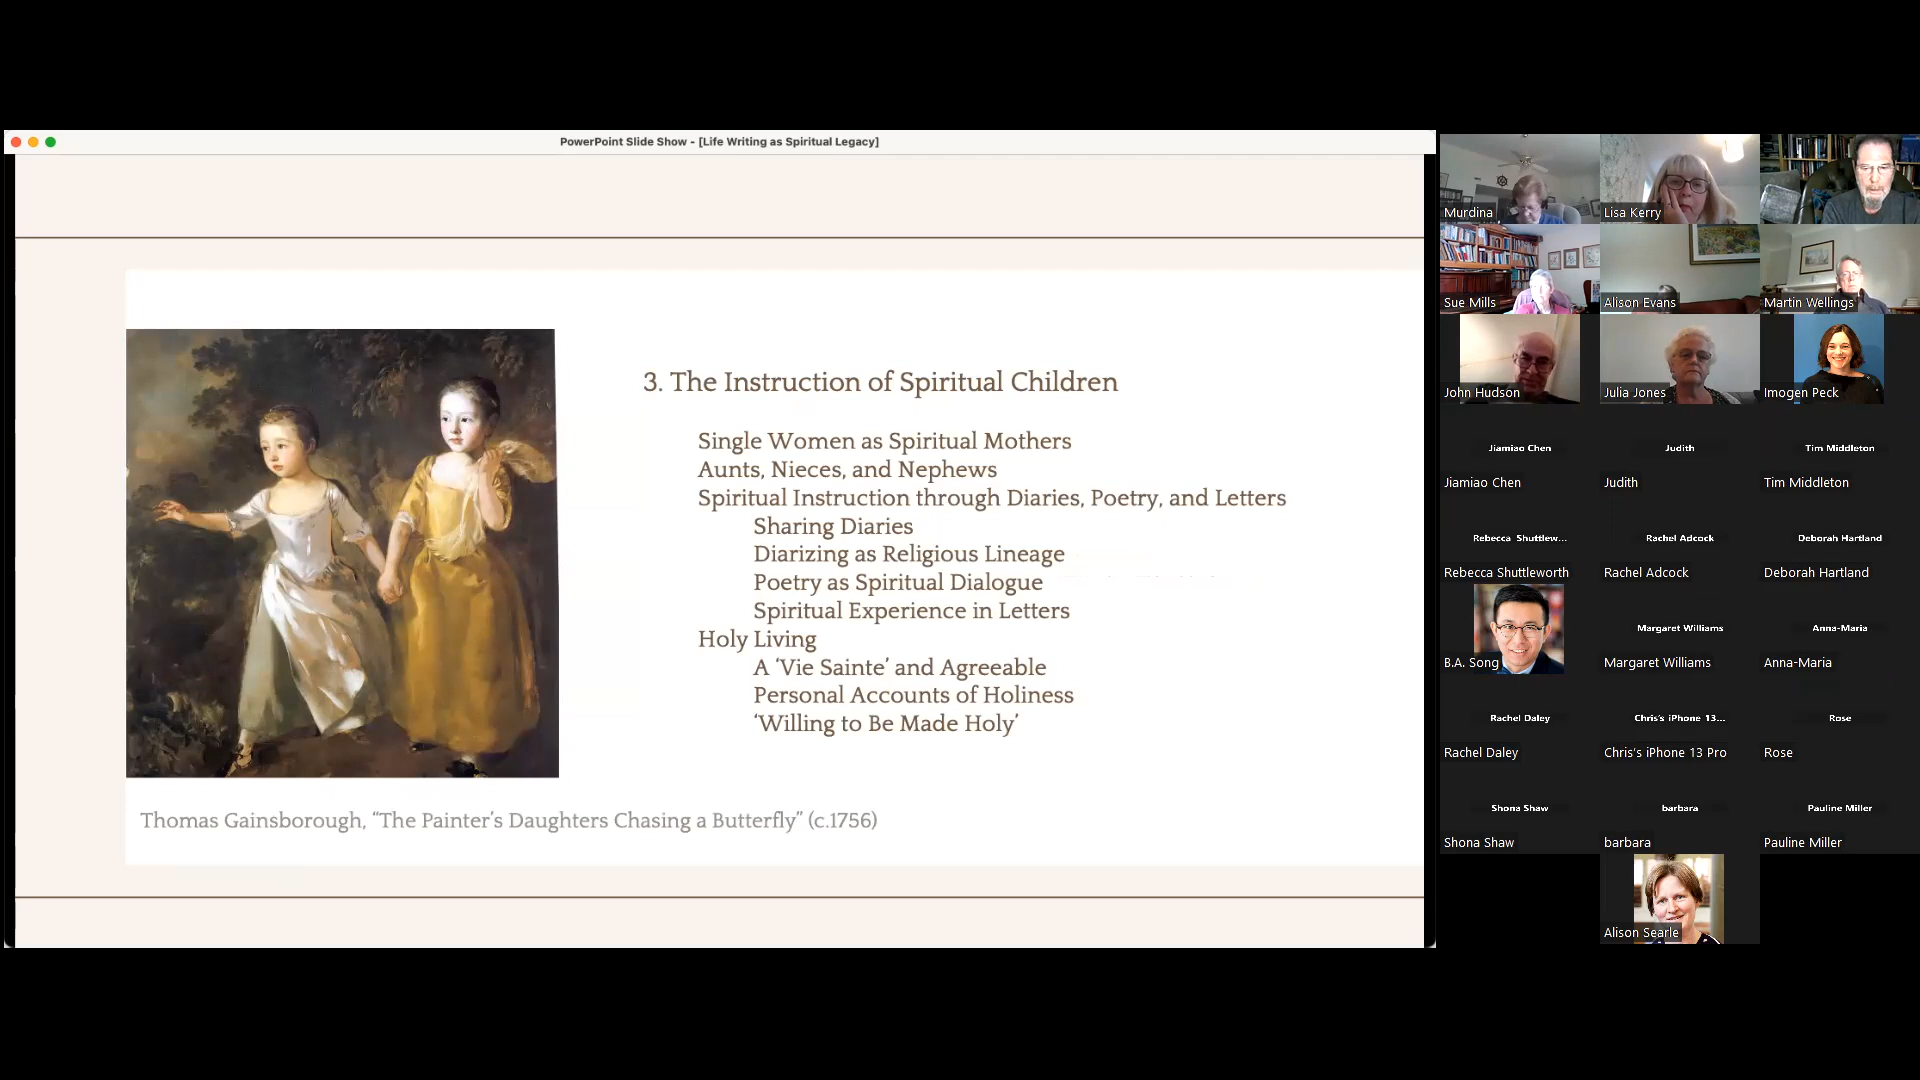 PowerPoint Slide Show - [Life Writing as Spiritual Legacy]
3. The Instruction of Spiritual Children
Single Women as Spiritual Mothers
Aunts, Nieces, and Nephews
Spiritual Instruction through Diaries, Poetry, and Letters
Sharing Diaries
Diarizing as Religious Lineage
Poetry as Spiritual Dialogue
Spiritual Experience in Letters
Holy Living
A ‘Vie Sainte’ and Agreeable
Personal Accounts of Holiness
‘Willing to Be Made Holy’
Thomas Gainsborough, “The Painter’s Daughters Chasing a Butterfly” (c.1756)
Murdina
Lisa Kerry
Sue Mills
Alison Evans
Martin Wellings
John Hudson
Julia Jones
Imogen Peck
Jiamiao Chen
Judith
Tim Middleton
Jiamiao Chen
Judith
Tim Middleton
Rebecca Shuttlew...
Rachel Adcock
Deborah Hartland
Rebecca Shuttleworth
Rachel Adcock
Deborah Hartland
Margaret Williams
Anna-Maria
B.A. Song
Margaret Williams
Anna-Maria
Rachel Daley
Chris's iPhone 13...
Rose
Rachel Daley
Chris's iPhone 13 Pro
Rose
Shona Shaw
barbara
Pauline Miller
Shona Shaw
barbara
Pauline Miller
Alison Searle